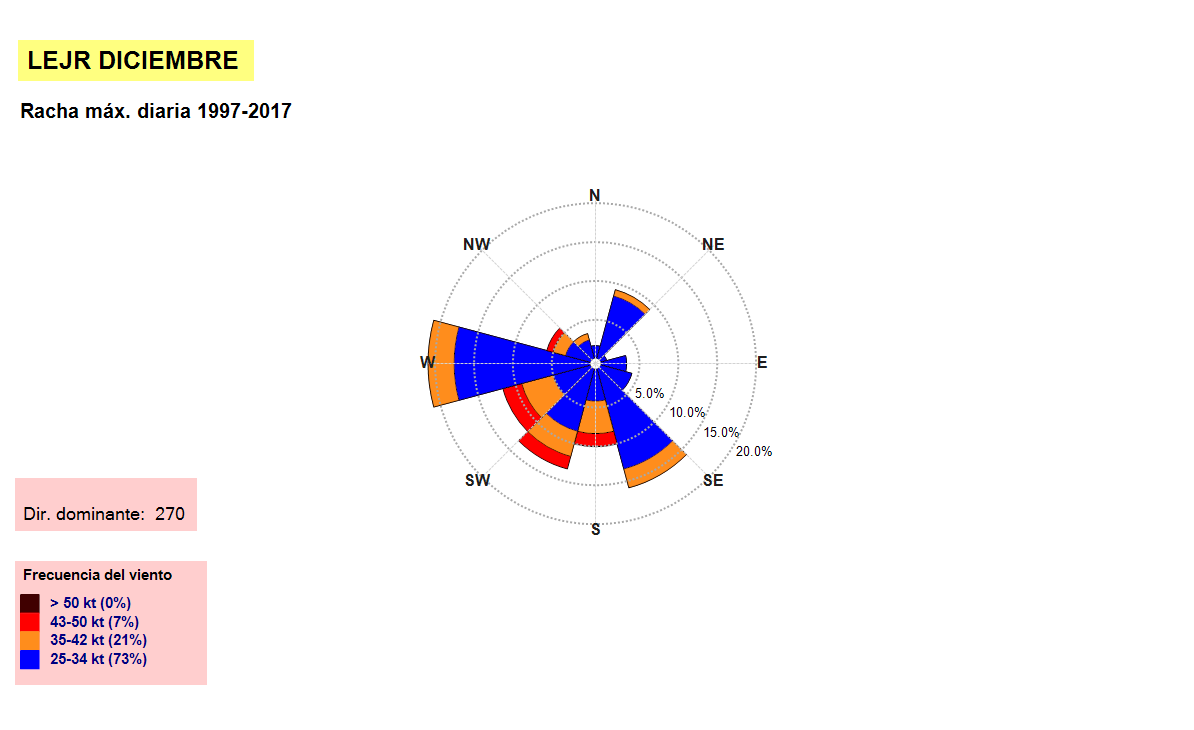 LEJR DICIEMBRE
Racha máx. diaria 1997-2017
N
NW
NE
W
E
5.0%
10.0%
15.0%
20.0%
SW
SE
S
Dir. dominante: 270
Frecuencia del viento
> 50 kt (0%)
43-50 kt (7%)
35-42 kt (21%)
25-34 kt (73%)